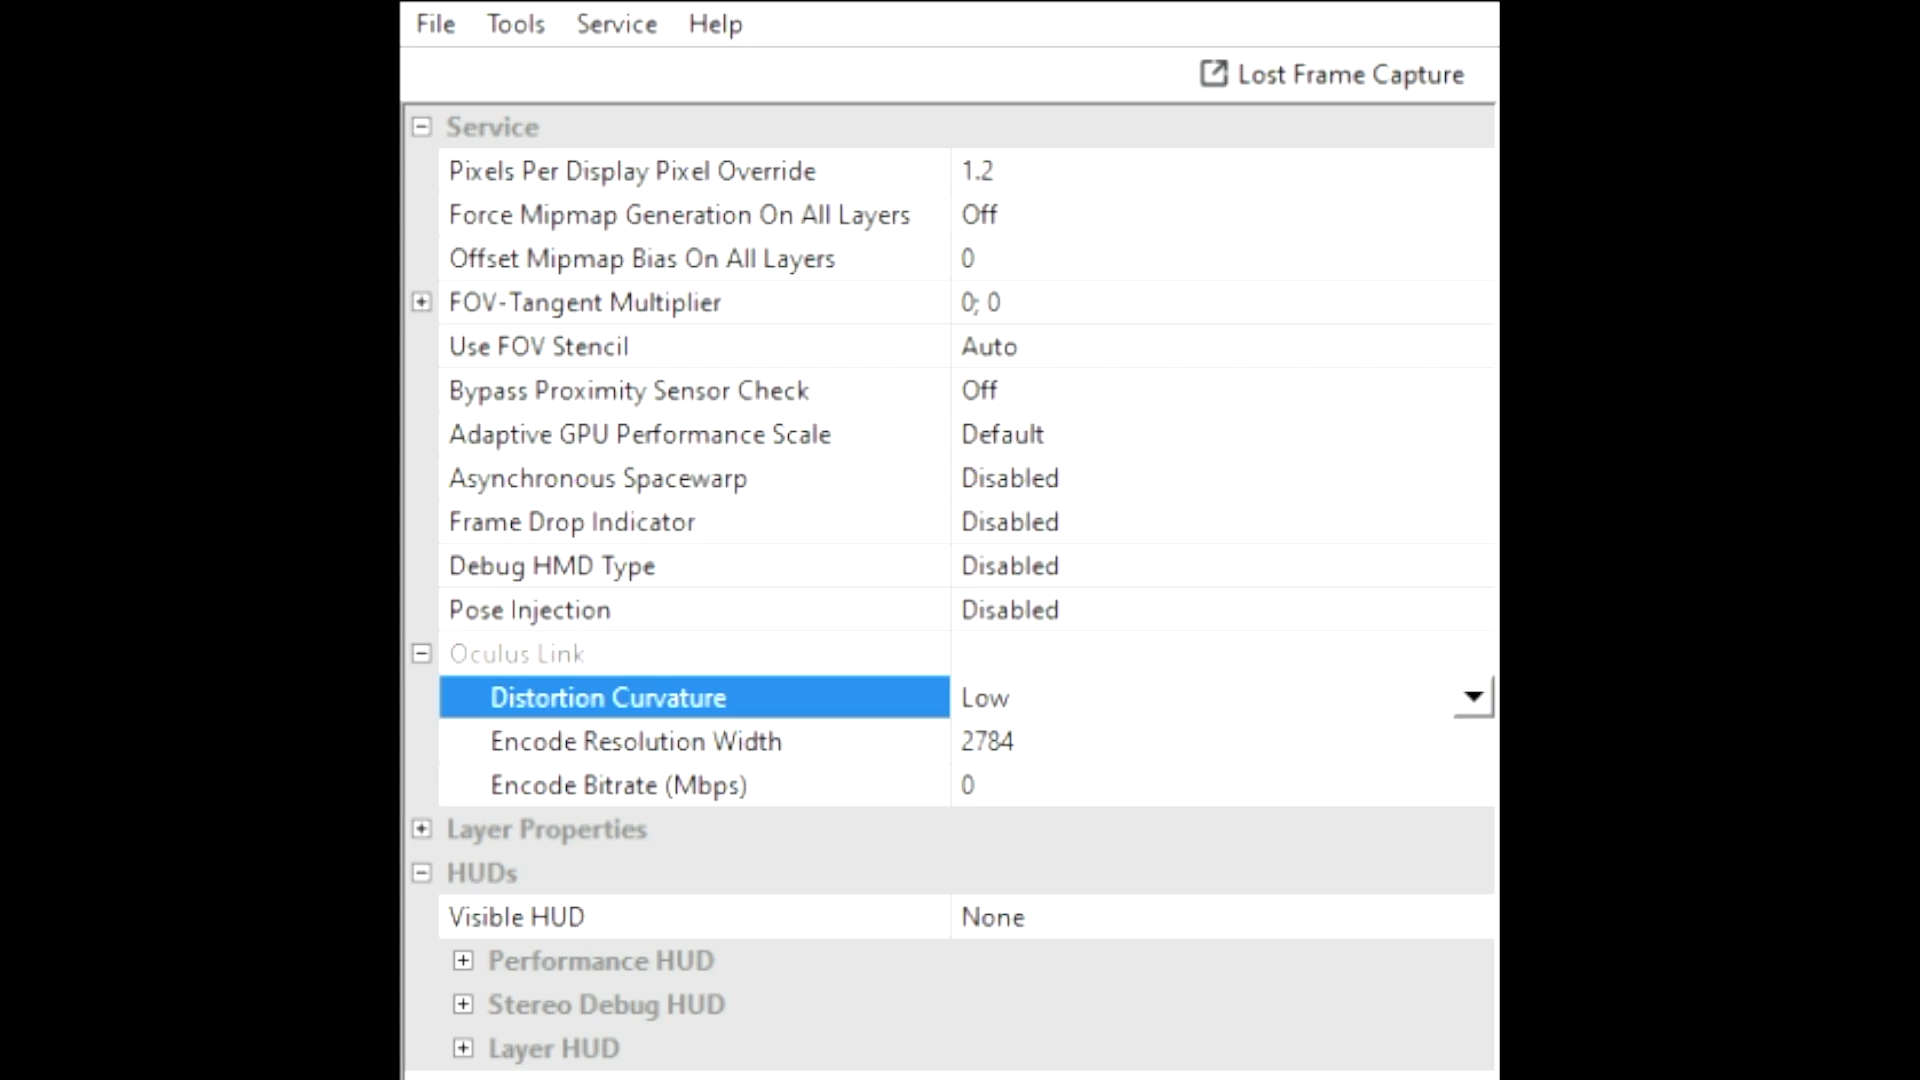 File Tools Service Help
Lost Frame Capture
Service
Pixels Per Display Pixel Override 1.2
Force Mipmap Generation On All Layers Off
Offset Mipmap Bias On All Layers 0
FOV-Tangent Multiplier 0; 0
Use FOV Stencil Auto
Bypass Proximity Sensor Check Off
Adaptive GPU Performance Scale Default
Asynchronous Spacewarp Disabled
Frame Drop Indicator Disabled
Debug HMD Type Disabled
Pose Injection Disabled
Oculus Link
Distortion Curvature Low
Encode Resolution Width 2784
Encode Bitrate (Mbps) 0
Layer Properties
HUDs
Visible HUD None
Performance HUD
Stereo Debug HUD
Layer HUD